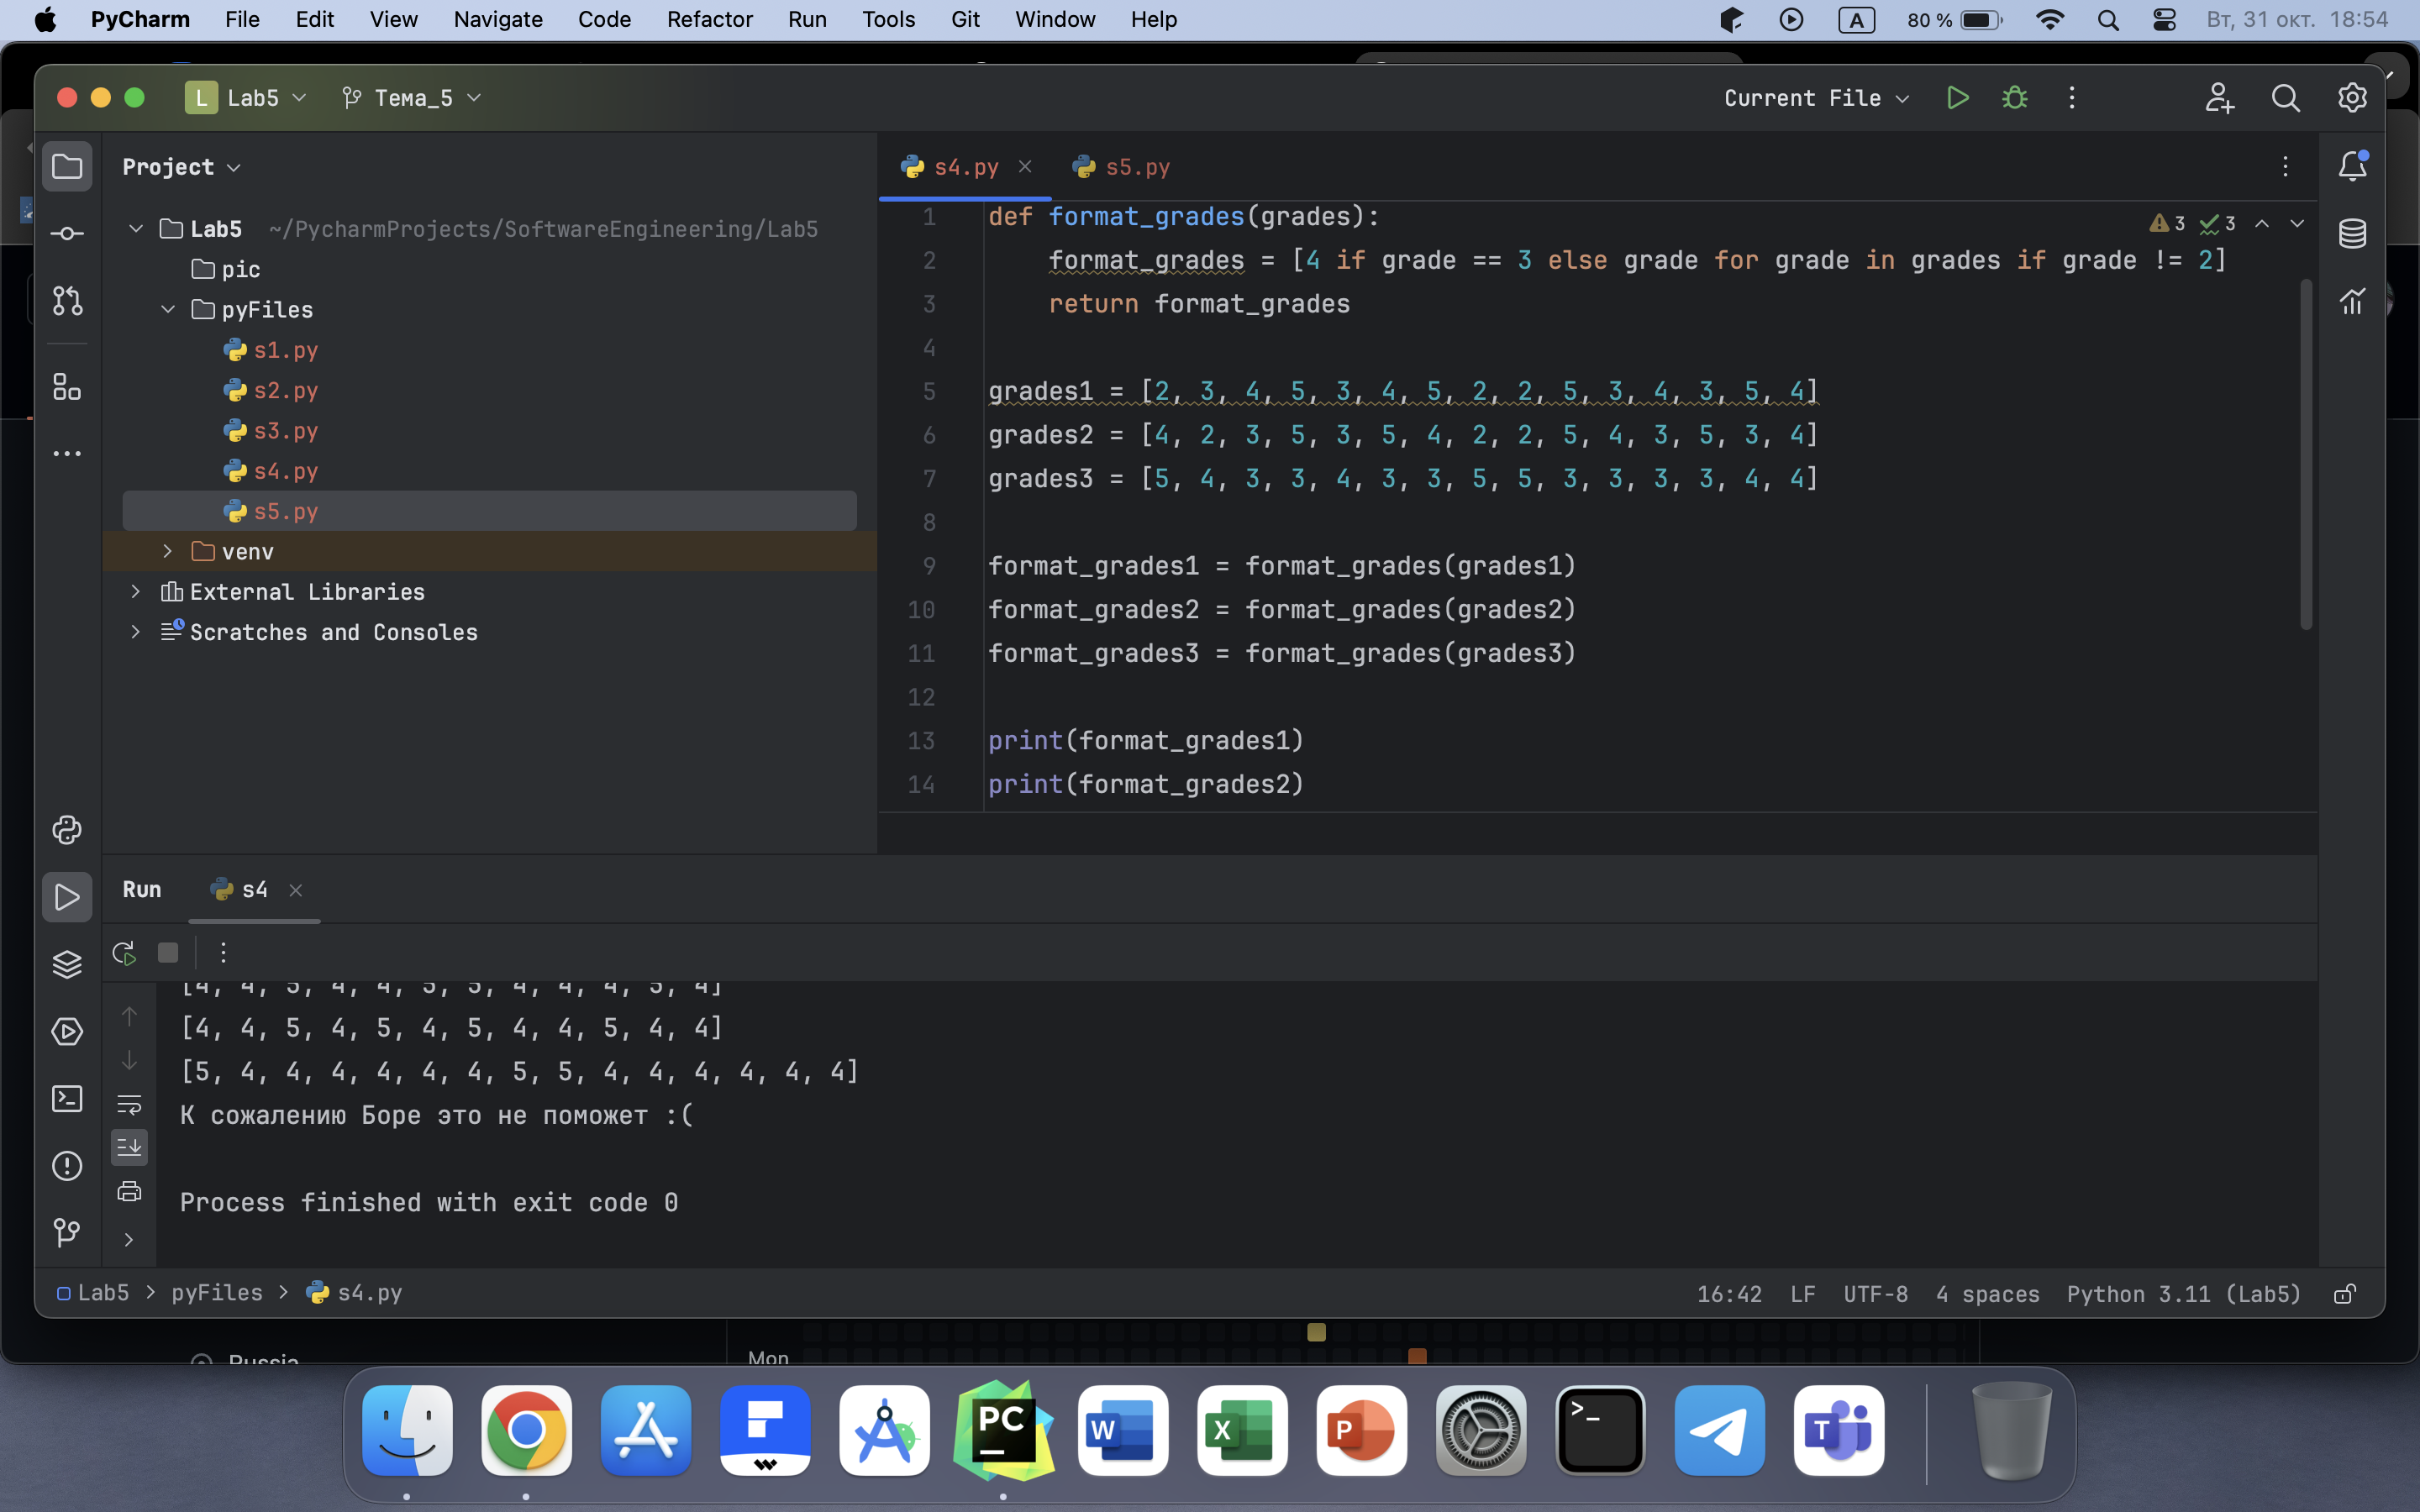 PyCharm File Edit View Navigate Code Refactor Run Tools Git Window Help A 80 % Вт, 31 окт. 18:54
L Lab5 Тема_5 Current File
Project
s4.py s5.py
Lab5 ~/PycharmProjects/SoftwareEngineering/Lab5
pic
pyFiles
s1.py
s2.py
s3.py
s4.py
s5.py
venv
External Libraries
Scratches and Consoles
3 3
1 def format_grades(grades):
2 format_grades = [4 if grade == 3 else grade for grade in grades if grade != 2]
3 return format_grades
4
5 grades1 = [2, 3, 4, 5, 3, 4, 5, 2, 2, 5, 3, 4, 3, 5, 4]
6 grades2 = [4, 2, 3, 5, 3, 5, 4, 2, 2, 5, 4, 3, 5, 3, 4]
7 grades3 = [5, 4, 3, 3, 4, 3, 3, 5, 5, 3, 3, 3, 3, 4, 4]
8
9 format_grades1 = format_grades(grades1)
10 format_grades2 = format_grades(grades2)
11 format_grades3 = format_grades(grades3)
12
13 print(format_grades1)
14 print(format_grades2)
Run s4
[4, 4, 5, 4, 5, 4, 5, 4, 4, 5, 4, 4]
[5, 4, 4, 4, 4, 4, 4, 5, 5, 4, 4, 4, 4, 4, 4]
К сожалению Боре это не поможет :(
Process finished with exit code 0
Lab5 pyFiles s4.py 16:42 LF UTF-8 4 spaces Python 3.11 (Lab5)
Russia
Mon
PC
W
X
P
>_
T